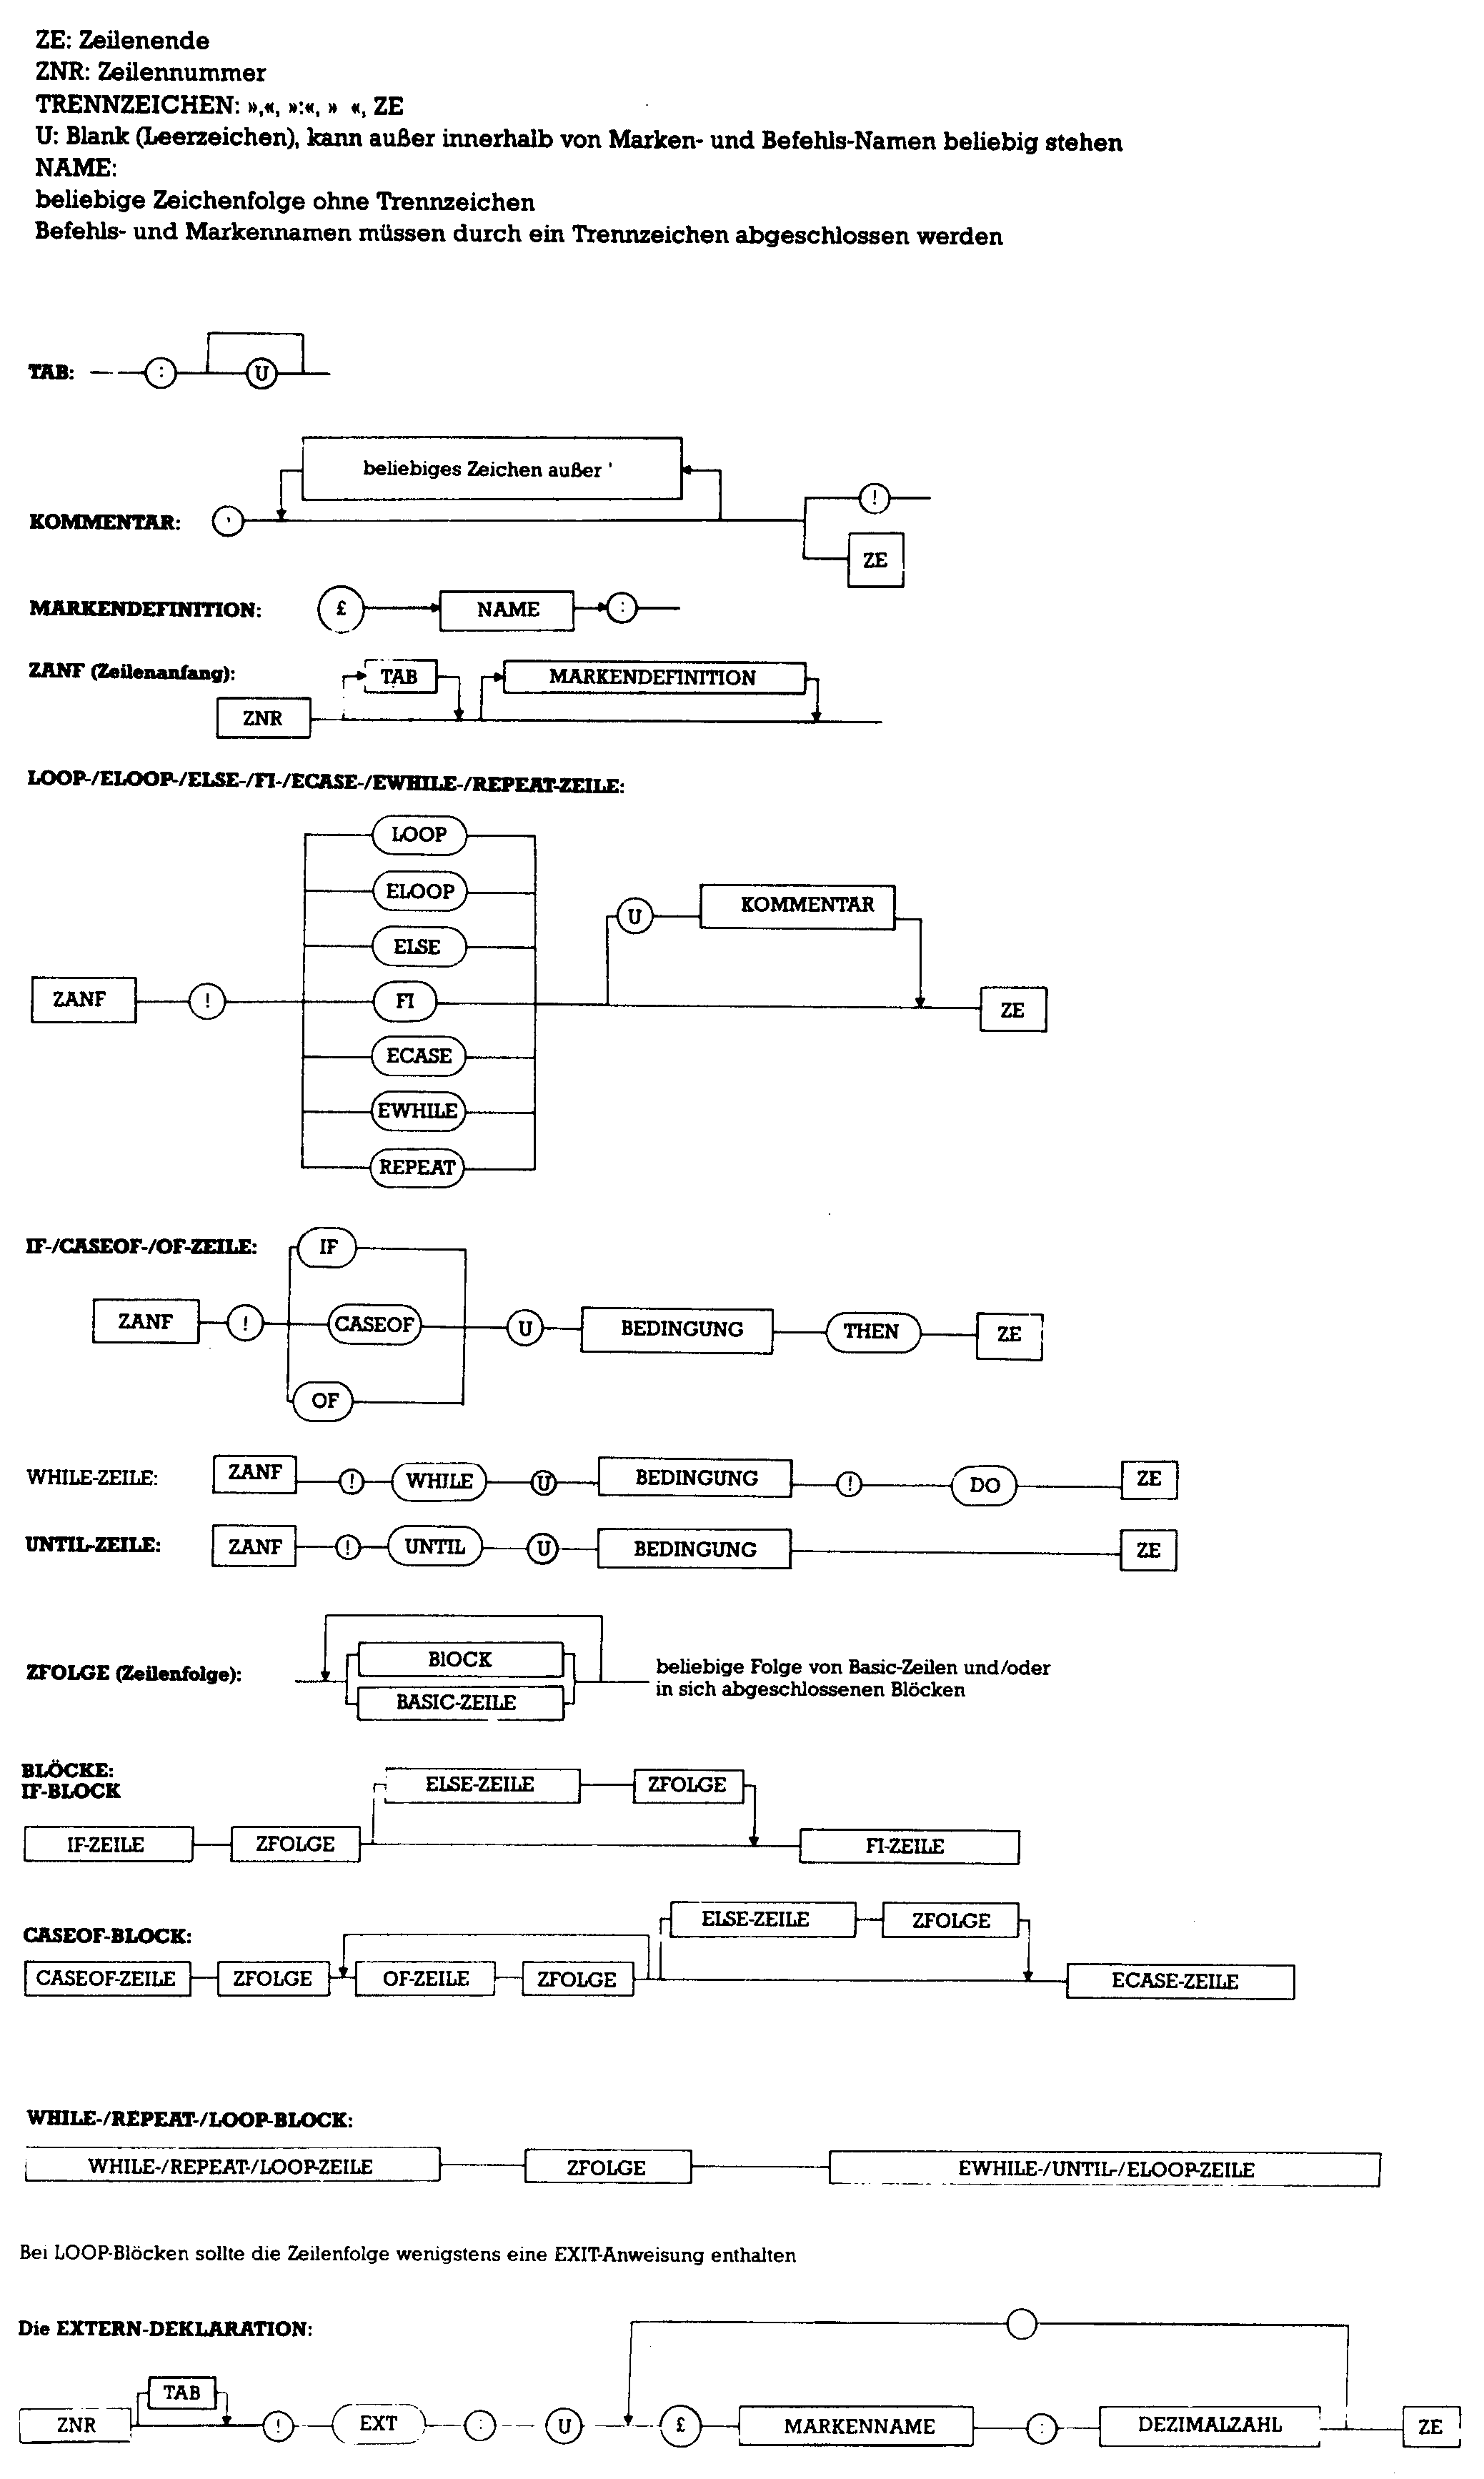 ZE: Zeilenende
ZNR: Zeilennummer
TRENNZEICHEN: »,«, »:«, » «, ZE
U: Blank (Leerzeichen), kann außer innerhalb von Marken- und Befehls-Namen beliebig stehen
NAME:
beliebige Zeichenfolge ohne Trennzeichen
Befehls- und Markennamen müssen durch ein Trennzeichen abgeschlossen werden
TAB: : U
beliebiges Zeichen außer '
KOMMENTAR: ' !
ZE
MARKENDEFINITION: £ NAME :
ZANF (Zeilenanfang): TAB MARKENDEFINITION
ZNR
LOOP-/ELOOP-/ELSE-/FI-/ECASE-/EWHILE-/REPEAT-ZEILE:
LOOP
ELOOP
U KOMMENTAR
ELSE
ZANF ! FI ZE
ECASE
EWHILE
REPEAT
IF-/CASEOF-/OF-ZEILE: IF
ZANF ! CASEOF U BEDINGUNG THEN ZE
OF
WHILE-ZEILE: ZANF ! WHILE U BEDINGUNG ! DO ZE
UNTIL-ZEILE: ZANF ! UNTIL U BEDINGUNG ZE
BlOCK
ZFOLGE (Zeilenfolge): beliebige Folge von Basic-Zeilen und/oder
BASIC-ZEILE in sich abgeschlossenen Blöcken
BLÖCKE:
IF-BLOCK ELSE-ZEILE ZFOLGE
IF-ZEILE ZFOLGE FI-ZEILE
ELSE-ZEILE ZFOLGE
CASEOF-BLOCK:
CASEOF-ZEILE ZFOLGE OF-ZEILE ZFOLGE ECASE-ZEILE
WHILE-/REPEAT-/LOOP-BLOCK:
WHILE-/REPEAT-/LOOP-ZEILE ZFOLGE EWHILE-/UNTIL-/ELOOP-ZEILE
Bei LOOP-Blöcken sollte die Zeilenfolge wenigstens eine EXIT-Anweisung enthalten
Die EXTERN-DEKLARATION:
TAB
ZNR ! EXT : U £ MARKENNAME : DEZIMALZAHL ZE